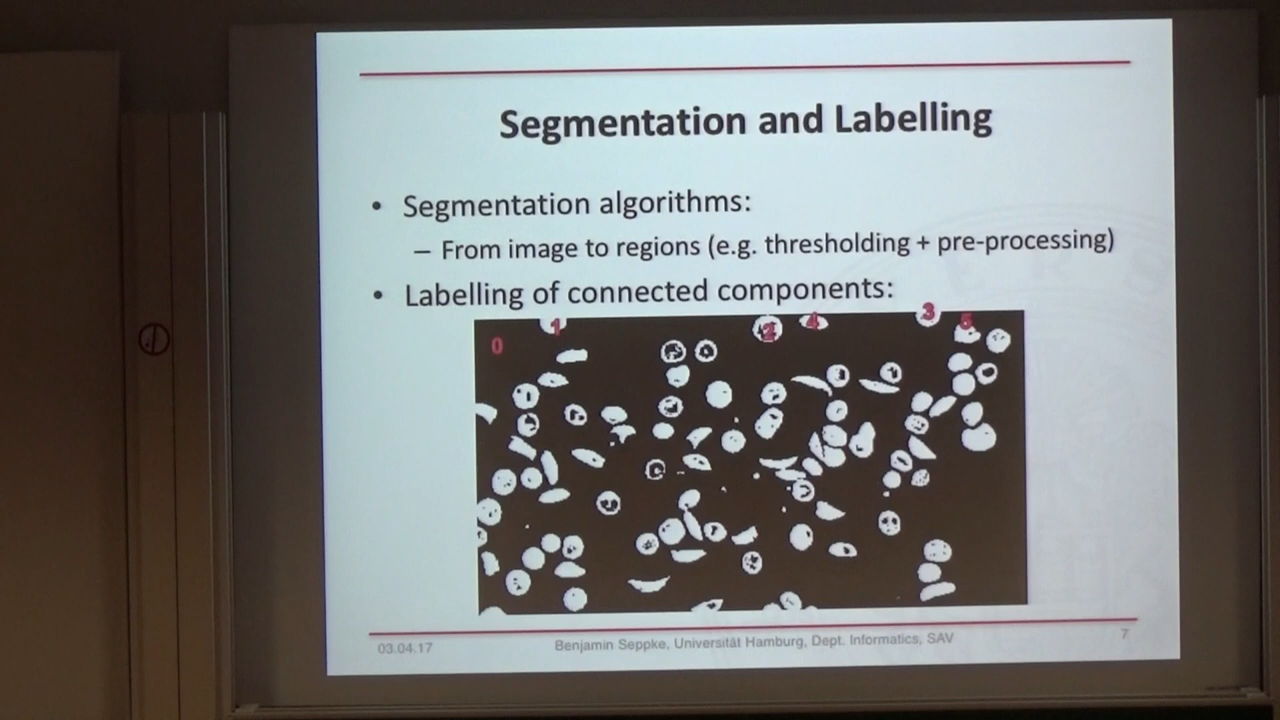 Segmentation and Labelling
• Segmentation algorithms:
– From image to regions (e.g. thresholding + pre-processing)
• Labelling of connected components:
0 1 2 4 3 5
03.04.17 Benjamin Seppke, Universität Hamburg, Dept. Informatics, SAV 7